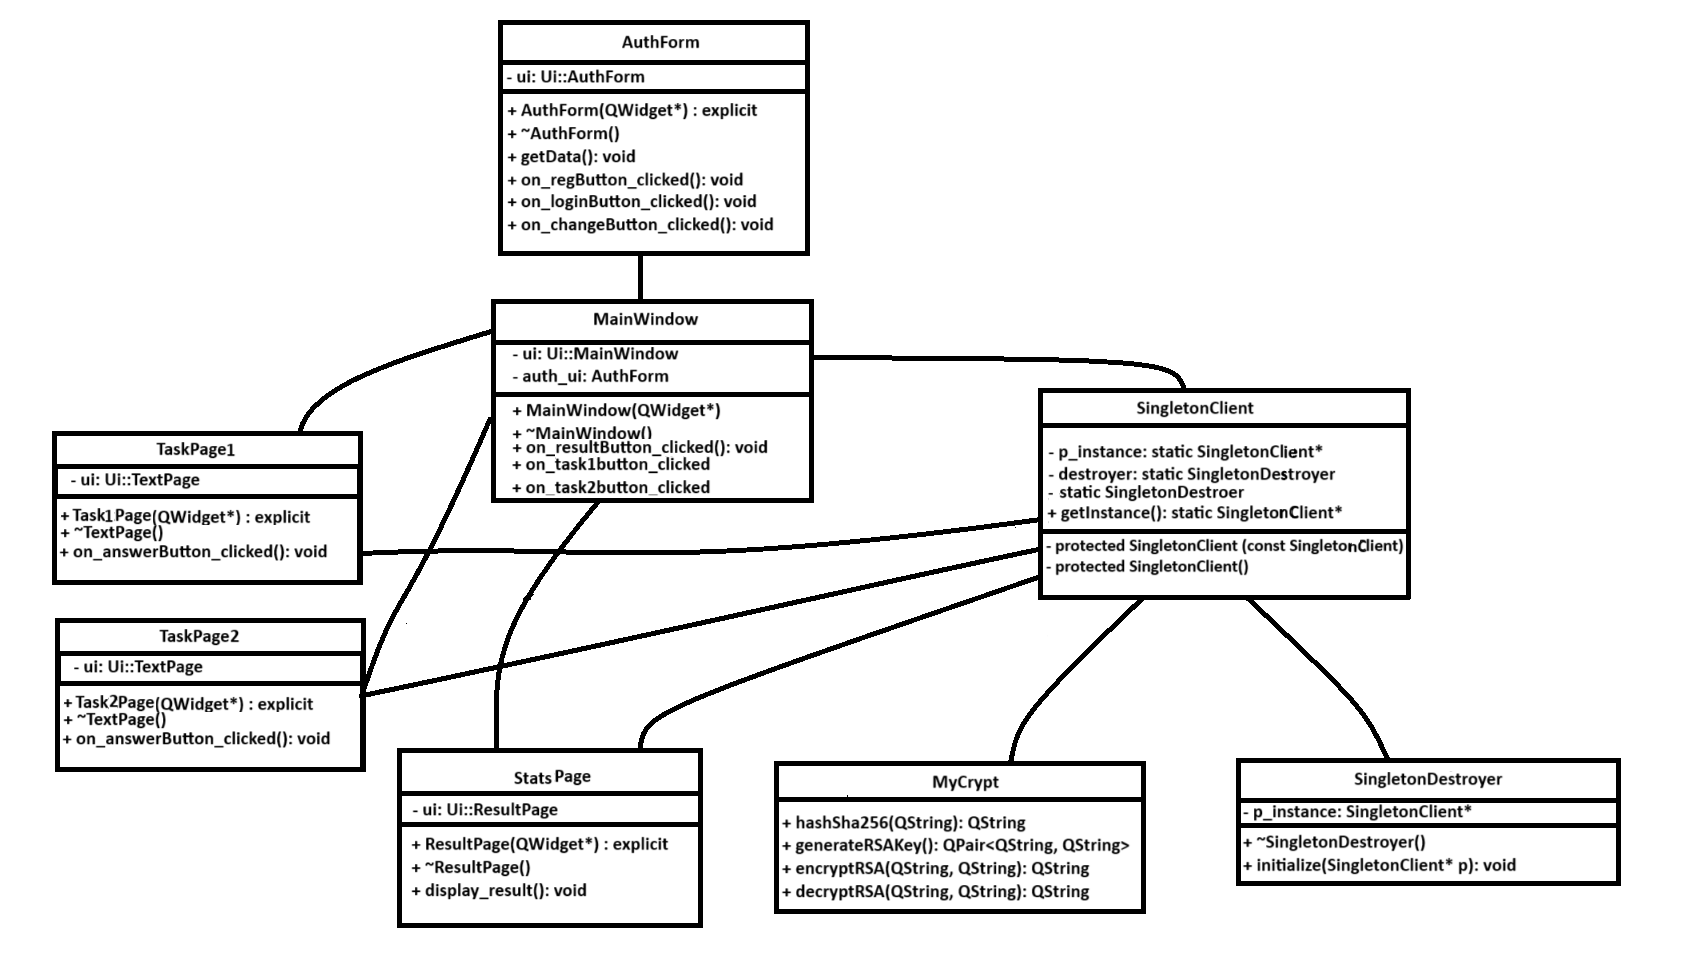 AuthForm
- ui: Ui::AuthForm
+ AuthForm(QWidget*) : explicit
+ ~AuthForm()
+ getData(): void
+ on_regButton_clicked(): void
+ on_loginButton_clicked(): void
+ on_changeButton_clicked(): void
MainWindow
- ui: Ui::MainWindow
- auth_ui: AuthForm
+ MainWindow(QWidget*)
+ ~MainWindow()
+ on_resultButton_clicked(): void
+ on_task1button_clicked
+ on_task2button_clicked
SingletonClient
- p_instance: static SingletonClient*
- destroyer: static SingletonDestroyer
- static SingletonDestroer
+ getInstance(): static SingletonClient*
- protected SingletonClient (const SingletonClient)
- protected SingletonClient()
TaskPage1
- ui: Ui::TextPage
+ Task1Page(QWidget*) : explicit
+ ~TextPage()
+ on_answerButton_clicked(): void
TaskPage2
- ui: Ui::TextPage
+ Task2Page(QWidget*) : explicit
+ ~TextPage()
+ on_answerButton_clicked(): void
Stats Page
- ui: Ui::ResultPage
+ ResultPage(QWidget*) : explicit
+ ~ResultPage()
+ display_result(): void
MyCrypt
+ hashSha256(QString): QString
+ generateRSAKey(): QPair<QString, QString>
+ encryptRSA(QString, QString): QString
+ decryptRSA(QString, QString): QString
SingletonDestroyer
- p_instance: SingletonClient*
+ ~SingletonDestroyer()
+ initialize(SingletonClient* p): void